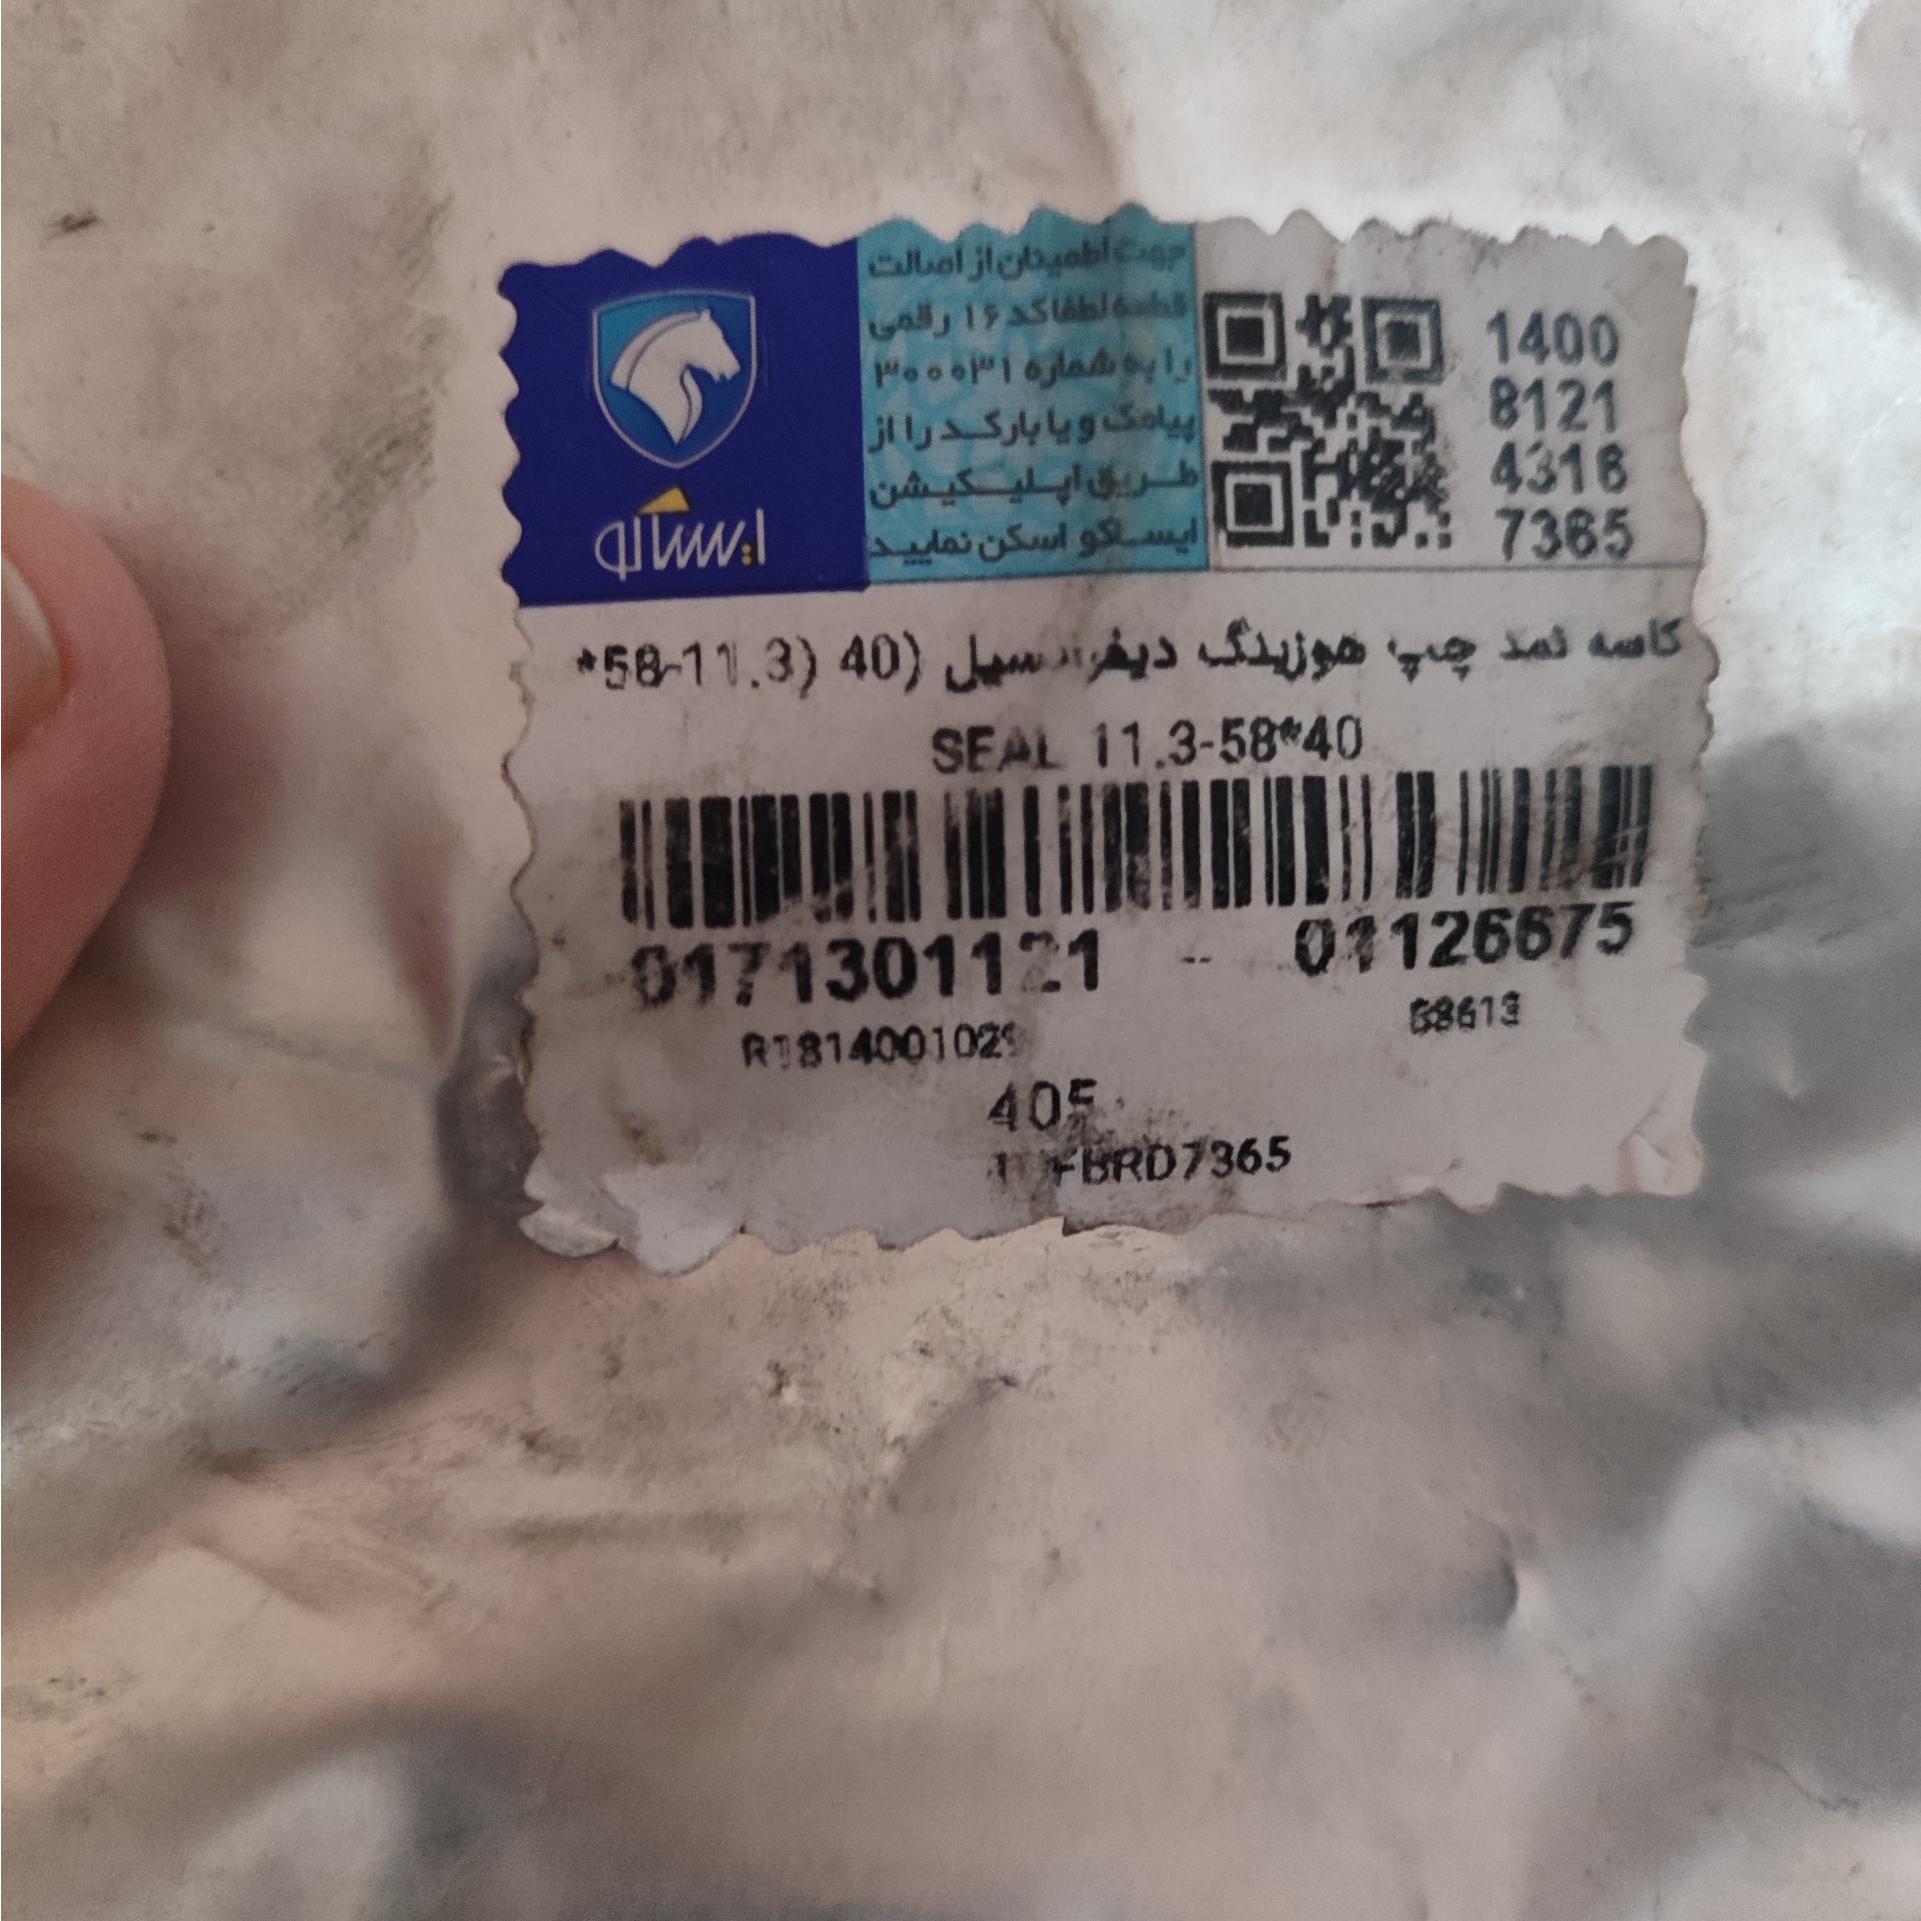 ایساکو
جهت اطمینان از اصالت
قطعه لطفا کد ۱۶ رقمی
را به شماره ۳۰۰۰۳۱
پیامک و یا بارکد را از
طریق اپلیکیشن
ایساکو اسکن نمایید
1400
8121
4316
7365
کاسه نمد چپ هوزینگ دیفرانسیل (40 (58-11.3*
SEAL 11.3-58*40
0171301121 - 01126675
405
FBRD7365